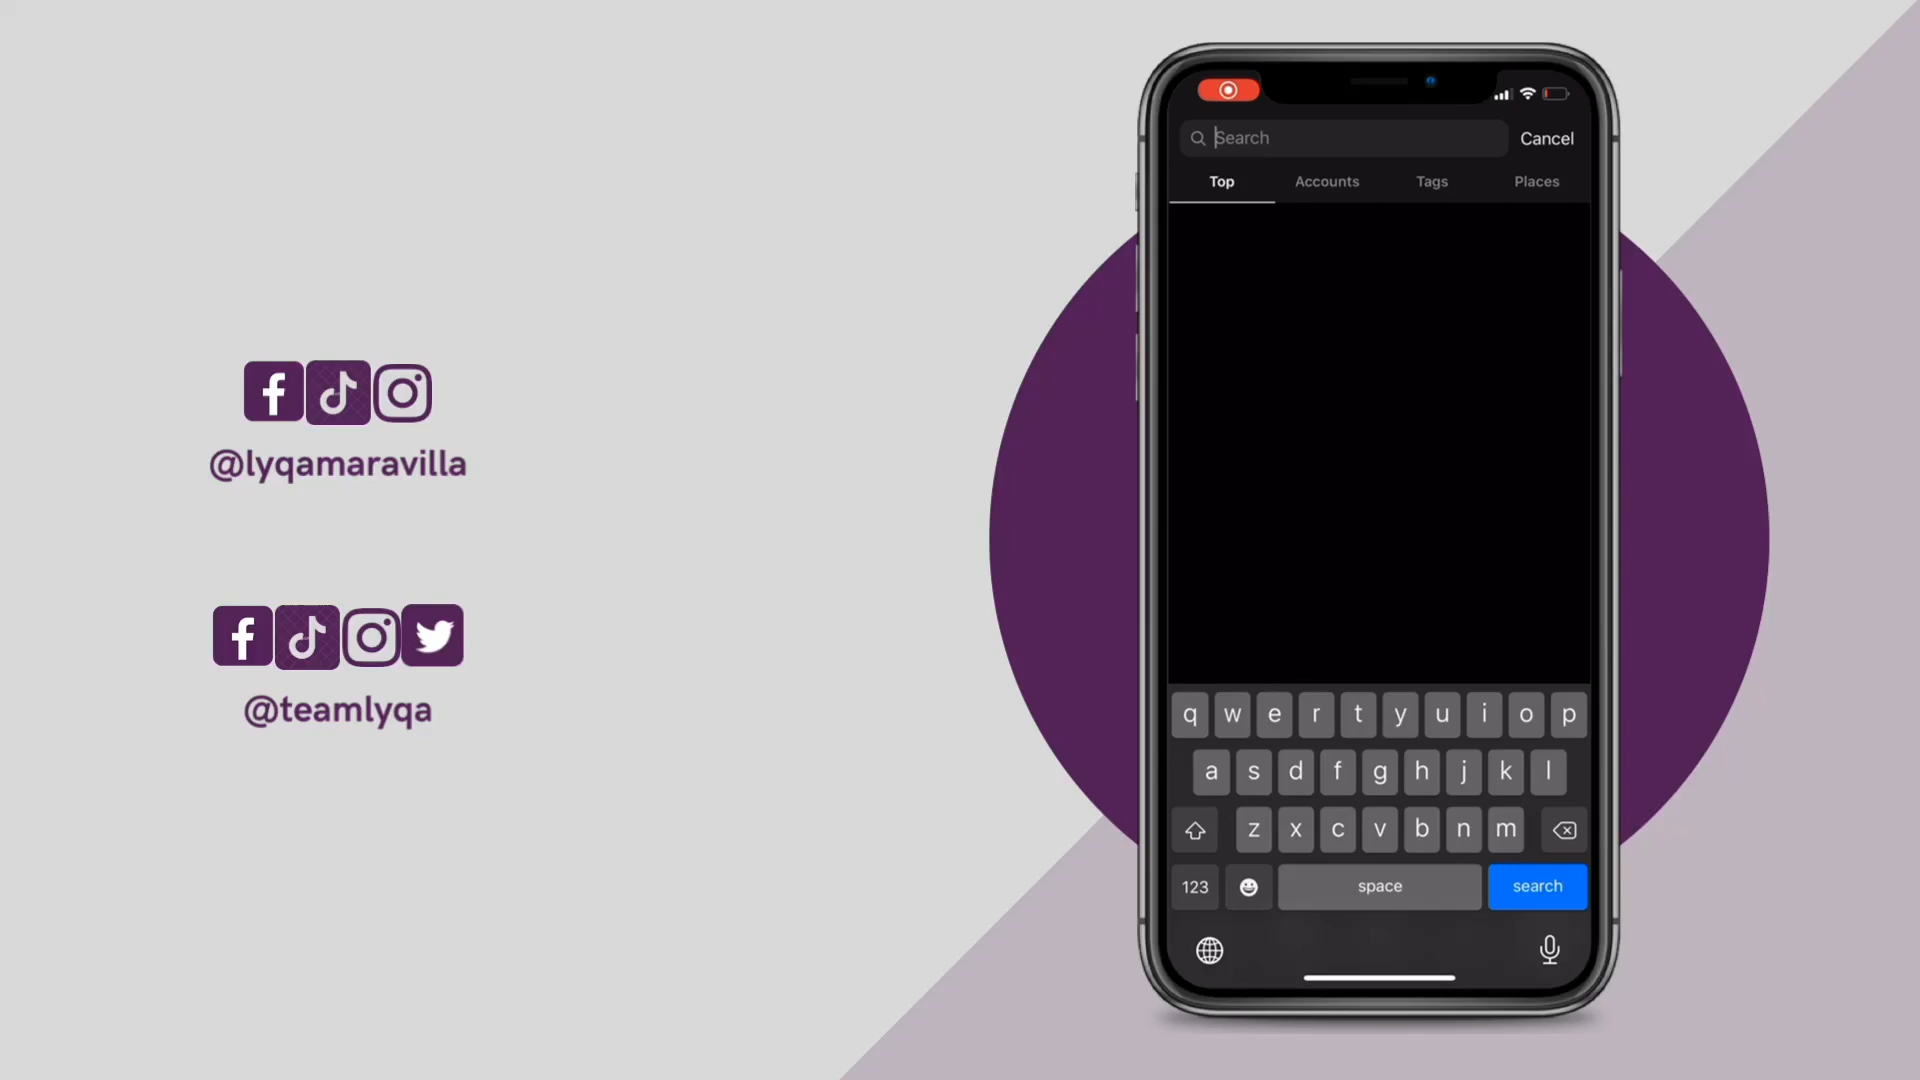 @lyqamaravilla
@teamlyqa
Search
Cancel
Top Accounts Tags Places
q w e r t y u i o p
a s d f g h j k l
z x c v b n m
123 space search